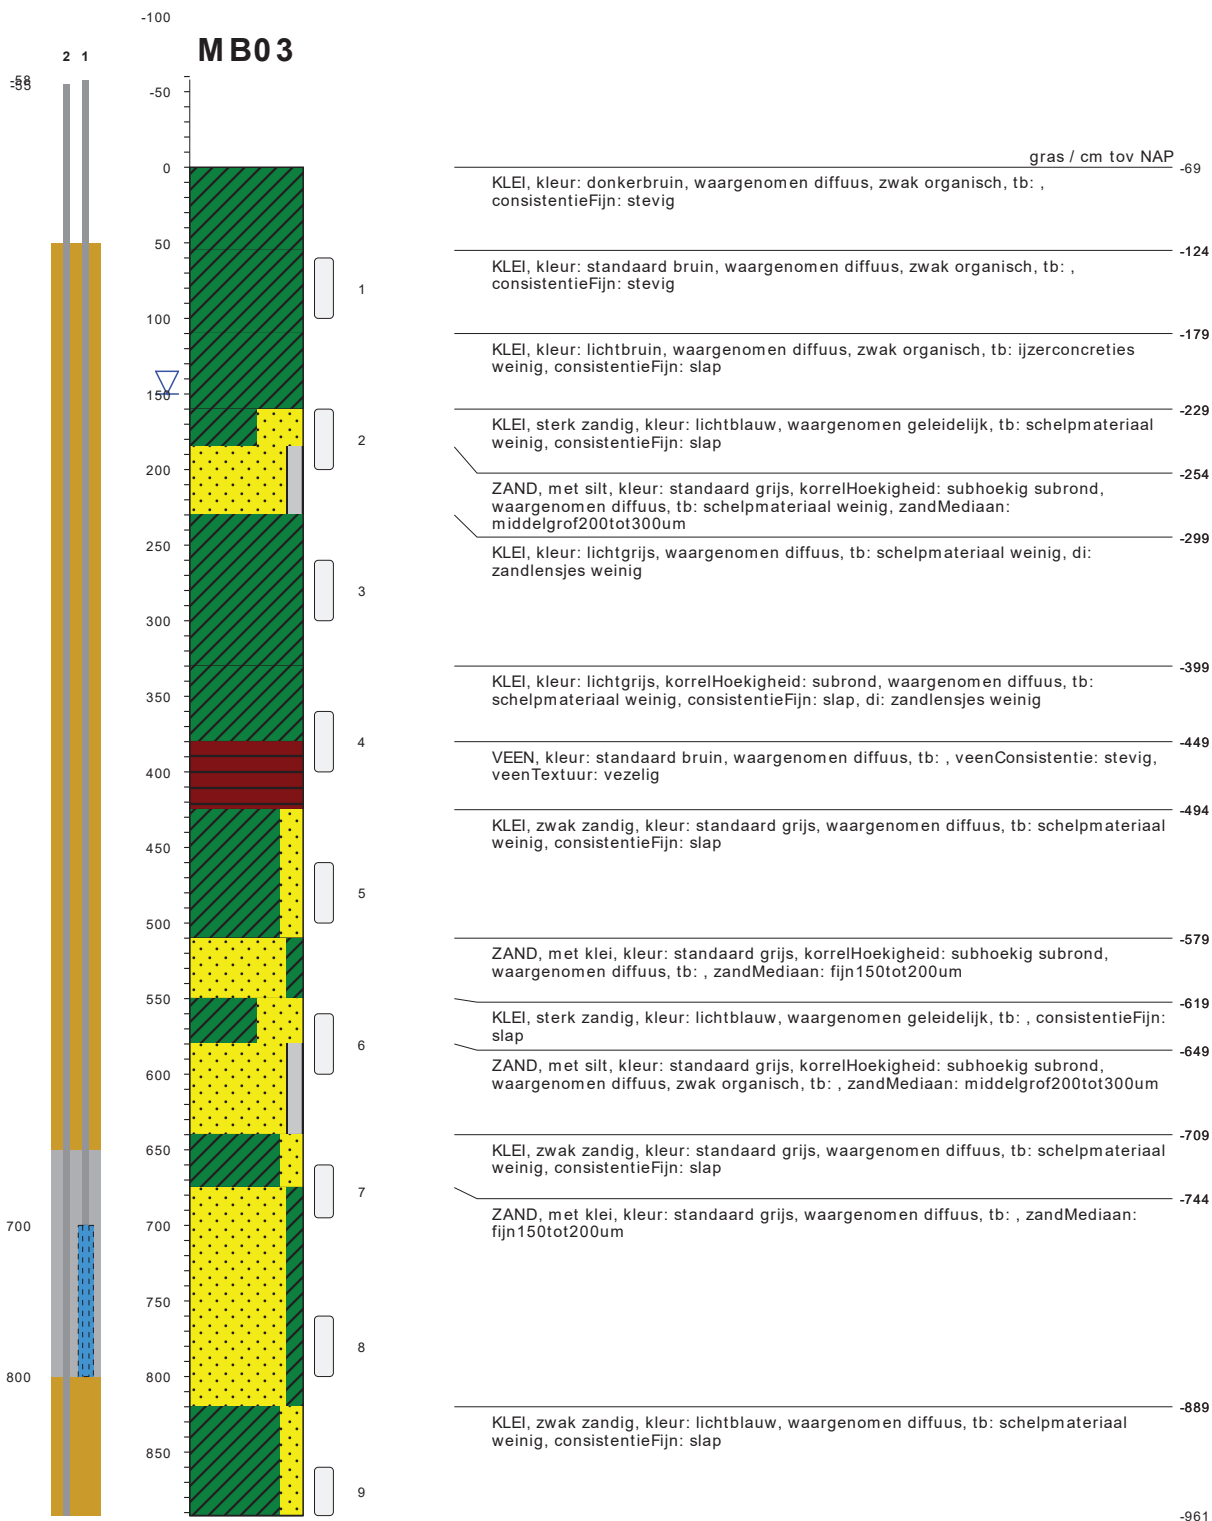 -100
MB03
2 1
-58
-55
-50
gras / cm tov NAP
0
-69
KLEI, kleur: donkerbruin, waargenomen diffuus, zwak organisch, tb: ,
consistentieFijn: stevig
50
-124
KLEI, kleur: standaard bruin, waargenomen diffuus, zwak organisch, tb: ,
consistentieFijn: stevig
1
100
-179
KLEI, kleur: lichtbruin, waargenomen diffuus, zwak organisch, tb: ijzerconcreties
weinig, consistentieFijn: slap
150
-229
KLEI, sterk zandig, kleur: lichtblauw, waargenomen geleidelijk, tb: schelpmateriaal
weinig, consistentieFijn: slap
2
200
-254
ZAND, met silt, kleur: standaard grijs, korrelHoekigheid: subhoekig subrond,
waargenomen diffuus, tb: schelpmateriaal weinig, zandMediaan:
middelgrof200tot300um
-299
250
KLEI, kleur: lichtgrijs, waargenomen diffuus, tb: schelpmateriaal weinig, di:
zandlensjes weinig
3
300
-399
350
KLEI, kleur: lichtgrijs, korrelHoekigheid: subrond, waargenomen diffuus, tb:
schelpmateriaal weinig, consistentieFijn: slap, di: zandlensjes weinig
4
-449
400
VEEN, kleur: standaard bruin, waargenomen diffuus, tb: , veenConsistentie: stevig,
veenTextuur: vezelig
-494
450
KLEI, zwak zandig, kleur: standaard grijs, waargenomen diffuus, tb: schelpmateriaal
weinig, consistentieFijn: slap
5
500
-579
ZAND, met klei, kleur: standaard grijs, korrelHoekigheid: subhoekig subrond,
waargenomen diffuus, tb: , zandMediaan: fijn150tot200um
550
-619
KLEI, sterk zandig, kleur: lichtblauw, waargenomen geleidelijk, tb: , consistentieFijn:
slap
6
-649
600
ZAND, met silt, kleur: standaard grijs, korrelHoekigheid: subhoekig subrond,
waargenomen diffuus, zwak organisch, tb: , zandMediaan: middelgrof200tot300um
-709
650
KLEI, zwak zandig, kleur: standaard grijs, waargenomen diffuus, tb: schelpmateriaal
weinig, consistentieFijn: slap
7
-744
700
700
ZAND, met klei, kleur: standaard grijs, waargenomen diffuus, tb: , zandMediaan:
fijn150tot200um
750
8
800
800
-889
KLEI, zwak zandig, kleur: lichtblauw, waargenomen diffuus, tb: schelpmateriaal
weinig, consistentieFijn: slap
850
9
-961